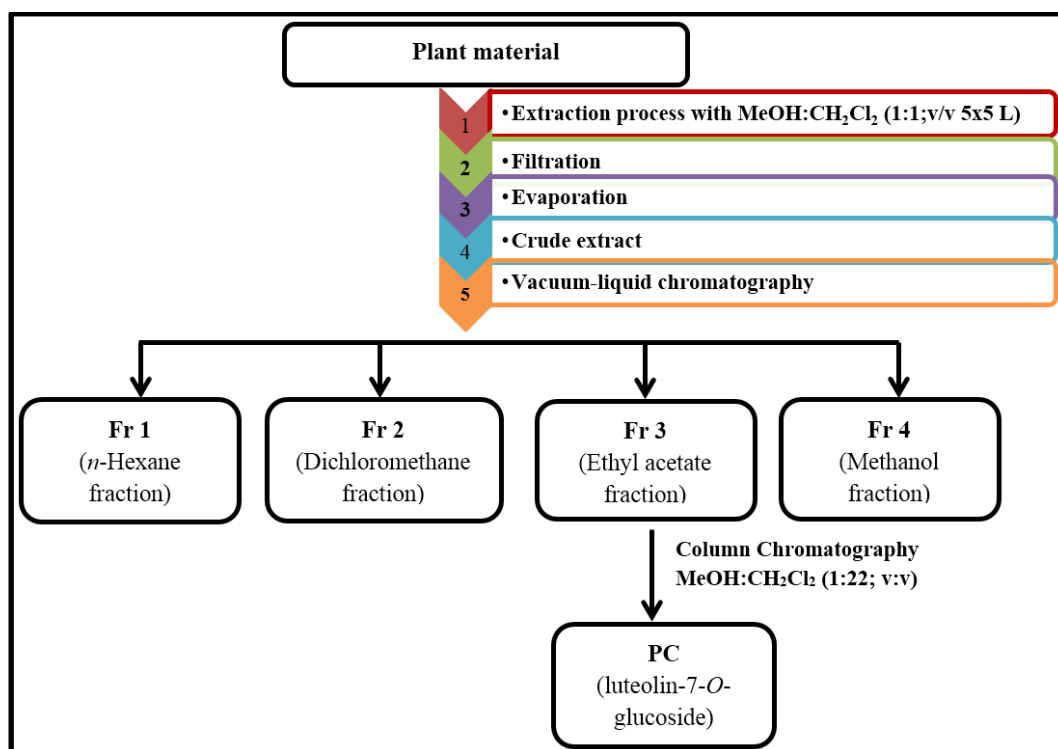 Plant material
1
•Extraction process with MeOH:CH₂Cl₂ (1:1;v/v 5x5 L)
2
•Filtration
3
•Evaporation
4
•Crude extract
5
•Vacuum-liquid chromatography
Fr 1
(n-Hexane
fraction)
Fr 2
(Dichloromethane
fraction)
Fr 3
(Ethyl acetate
fraction)
Fr 4
(Methanol
fraction)
Column Chromatography
MeOH:CH₂Cl₂ (1:22; v:v)
PC
(luteolin-7-O-
glucoside)